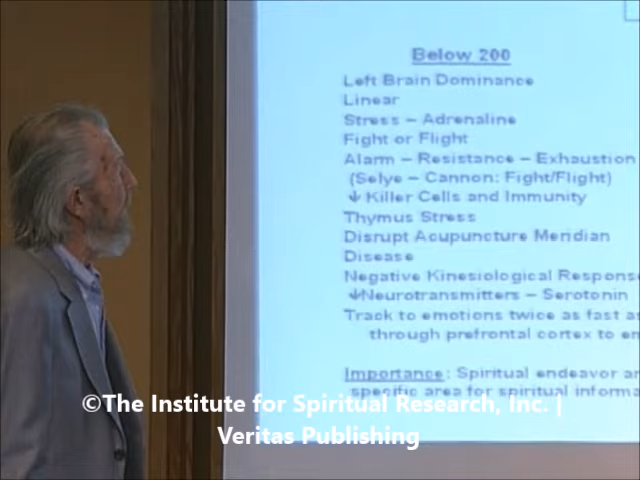 Below 200
Left Brain Dominance
Linear
Stress – Adrenaline
Fight or Flight
Alarm – Resistance – Exhaustion
(Selye – Cannon: Fight/Flight)
↓ Killer Cells and Immunity
Thymus Stress
Disrupt Acupuncture Meridian
Disease
Negative Kinesiological Response
↓Neurotransmitters – Serotonin
Track to emotions twice as fast as
through prefrontal cortex to em
Importance: Spiritual endeavor an
specific area for spiritual informa
©The Institute for Spiritual Research, Inc. |
Veritas Publishing